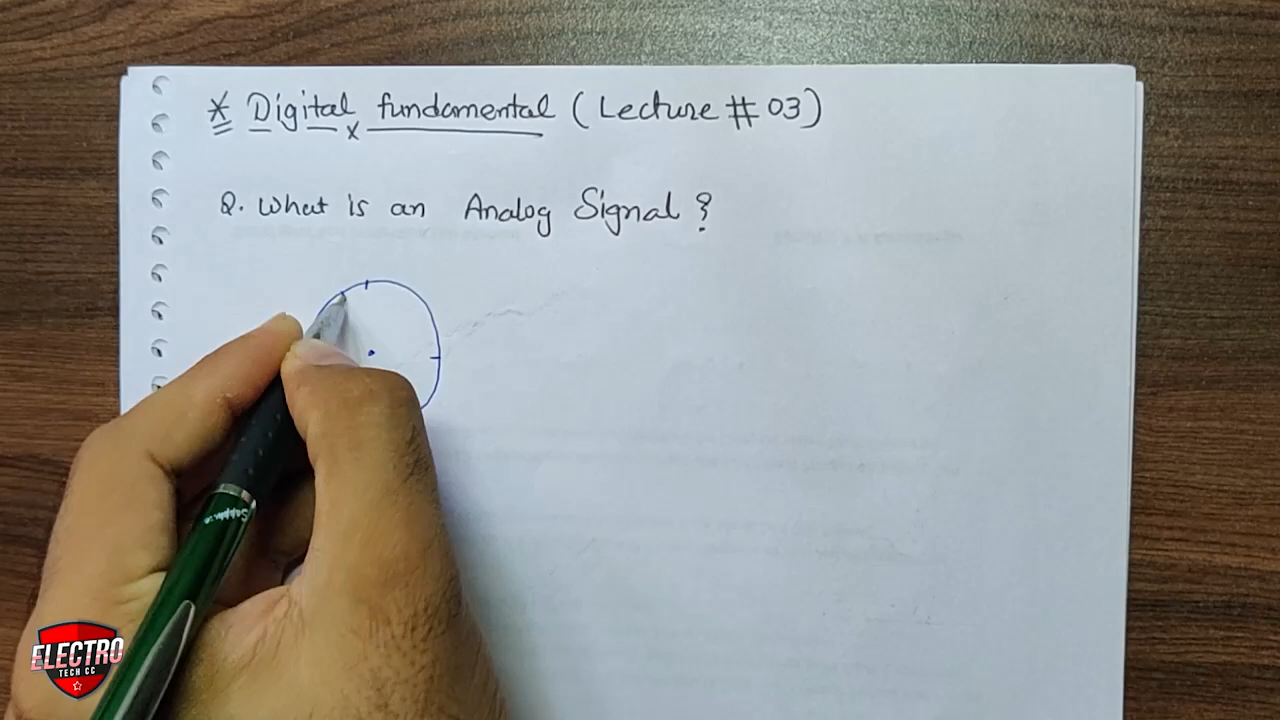 * Digital fundamental (Lecture # 03)
Q. What is an Analog Signal ?
ELECTRO
TECH CC